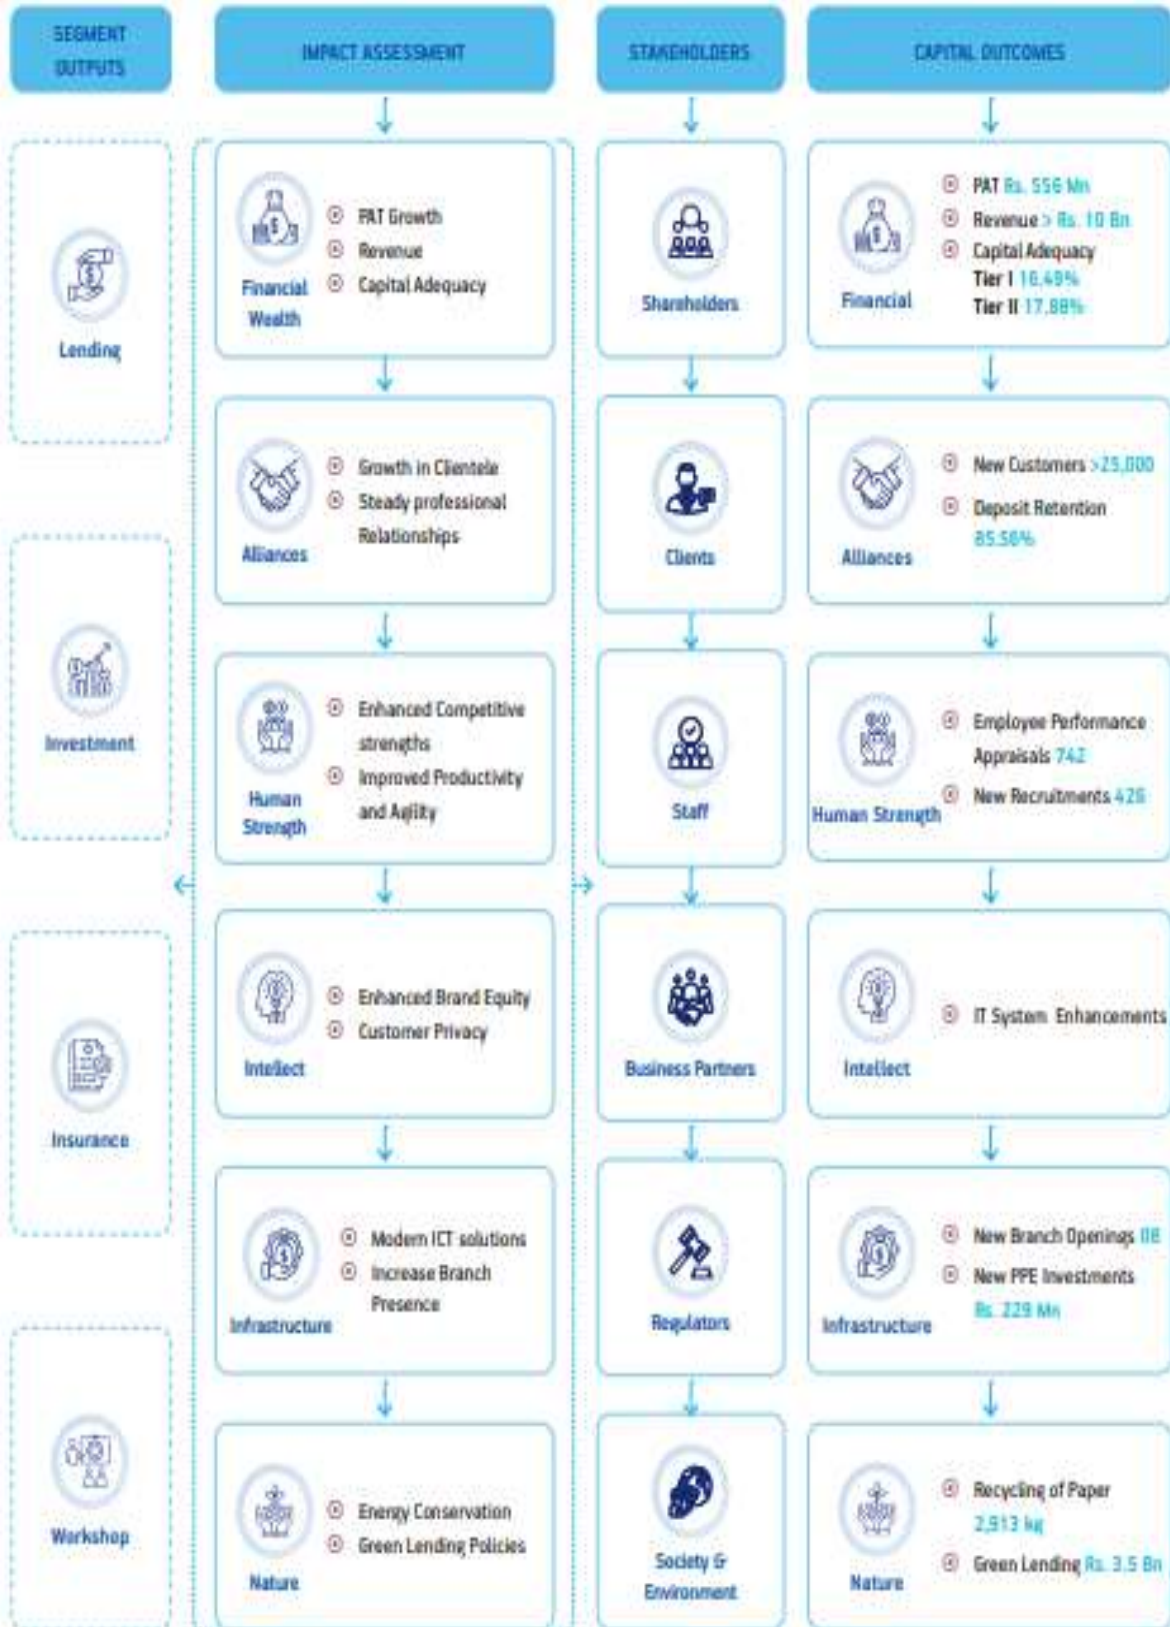 SEGMENT
OUTPUTS
Lending
Investment
Insurance
Workshop
IMPACT ASSESSMENT
Financial
Wealth
PAT Growth
Revenue
Capital Adequacy
Alliances
Growth in Clientele
Steady professional
Relationships
Human
Strength
Enhanced Competitive
strengths
Improved Productivity
and Agility
Intellect
Enhanced Brand Equity
Customer Privacy
Infrastructure
Modern ICT solutions
Increase Branch
Presence
Nature
Energy Conservation
Green Lending Policies
STAKEHOLDERS
Shareholders
Clients
Staff
Business Partners
Regulators
Society &
Environment
CAPITAL OUTCOMES
Financial
PAT Rs. 556 Mn
Revenue > Rs. 10 Bn
Capital Adequacy
Tier I 16.49%
Tier II 17.88%
Alliances
New Customers >25,000
Deposit Retention
Human Strength
Employee Performance
Appraisals 742
New Recruitments
Intellect
IT System Enhancements
Infrastructure
New Branch Openings
New PPE Investments
Rs. 229 Mn
Nature
Recycling of Paper
2,913 kg
Green Lending Rs. 3.5 Bn